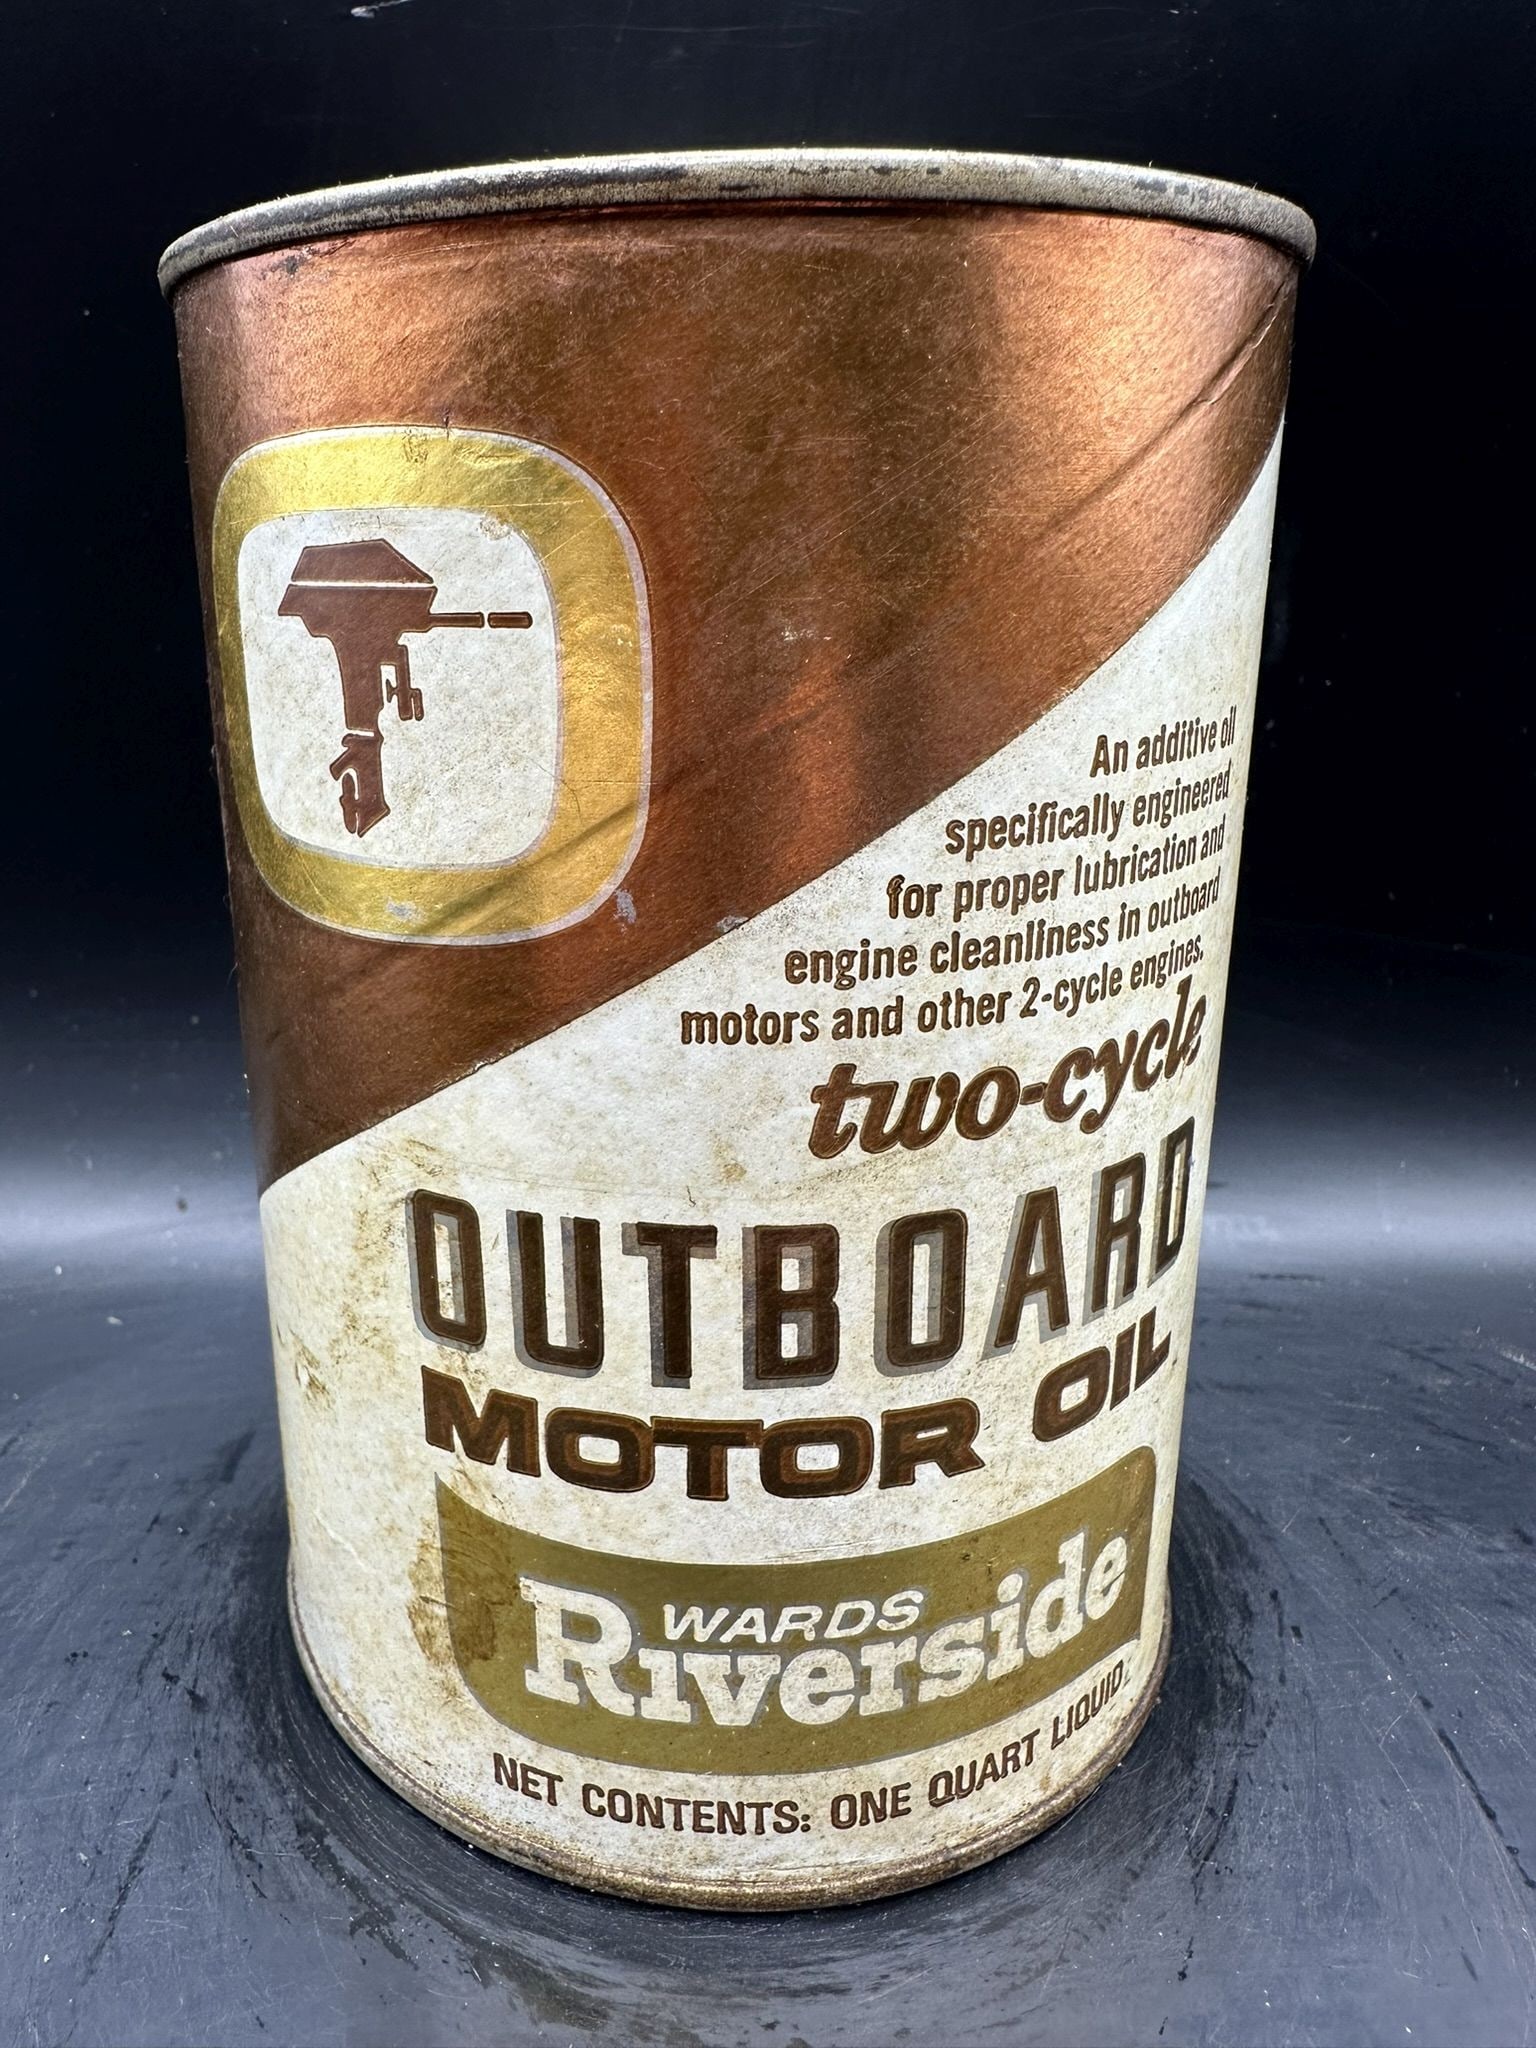 An additive oil
specifically engineered
for proper lubrication and
engine cleanliness in outboard
motors and other 2-cycle engines.
two-cycle
OUTBOARD
MOTOR OIL
WARDS
Riverside
NET CONTENTS: ONE QUART LIQUID